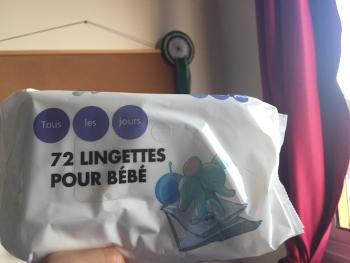 Tous les jours
72 LINGETTES
POUR BÉBÉ